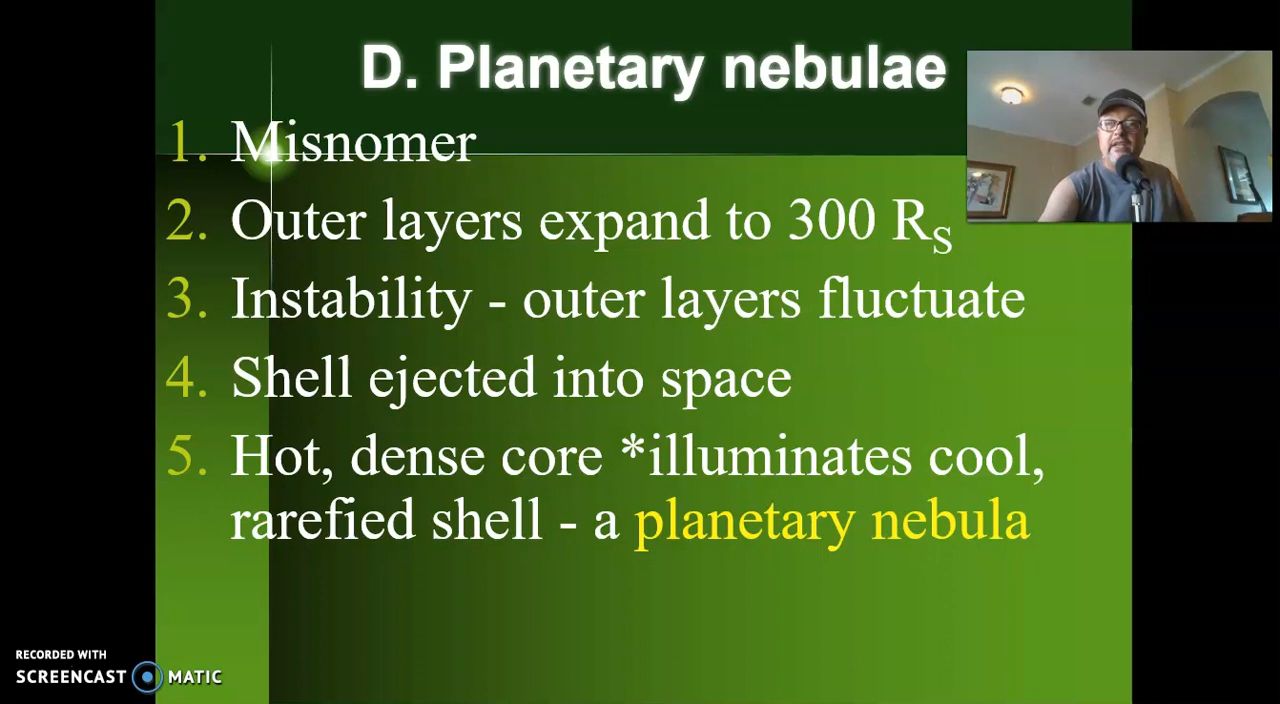 D. Planetary nebulae
1. Misnomer
2. Outer layers expand to 300 RS
3. Instability - outer layers fluctuate
4. Shell ejected into space
5. Hot, dense core *illuminates cool,
rarefied shell - a planetary nebula
RECORDED WITH
SCREENCAST MATIC